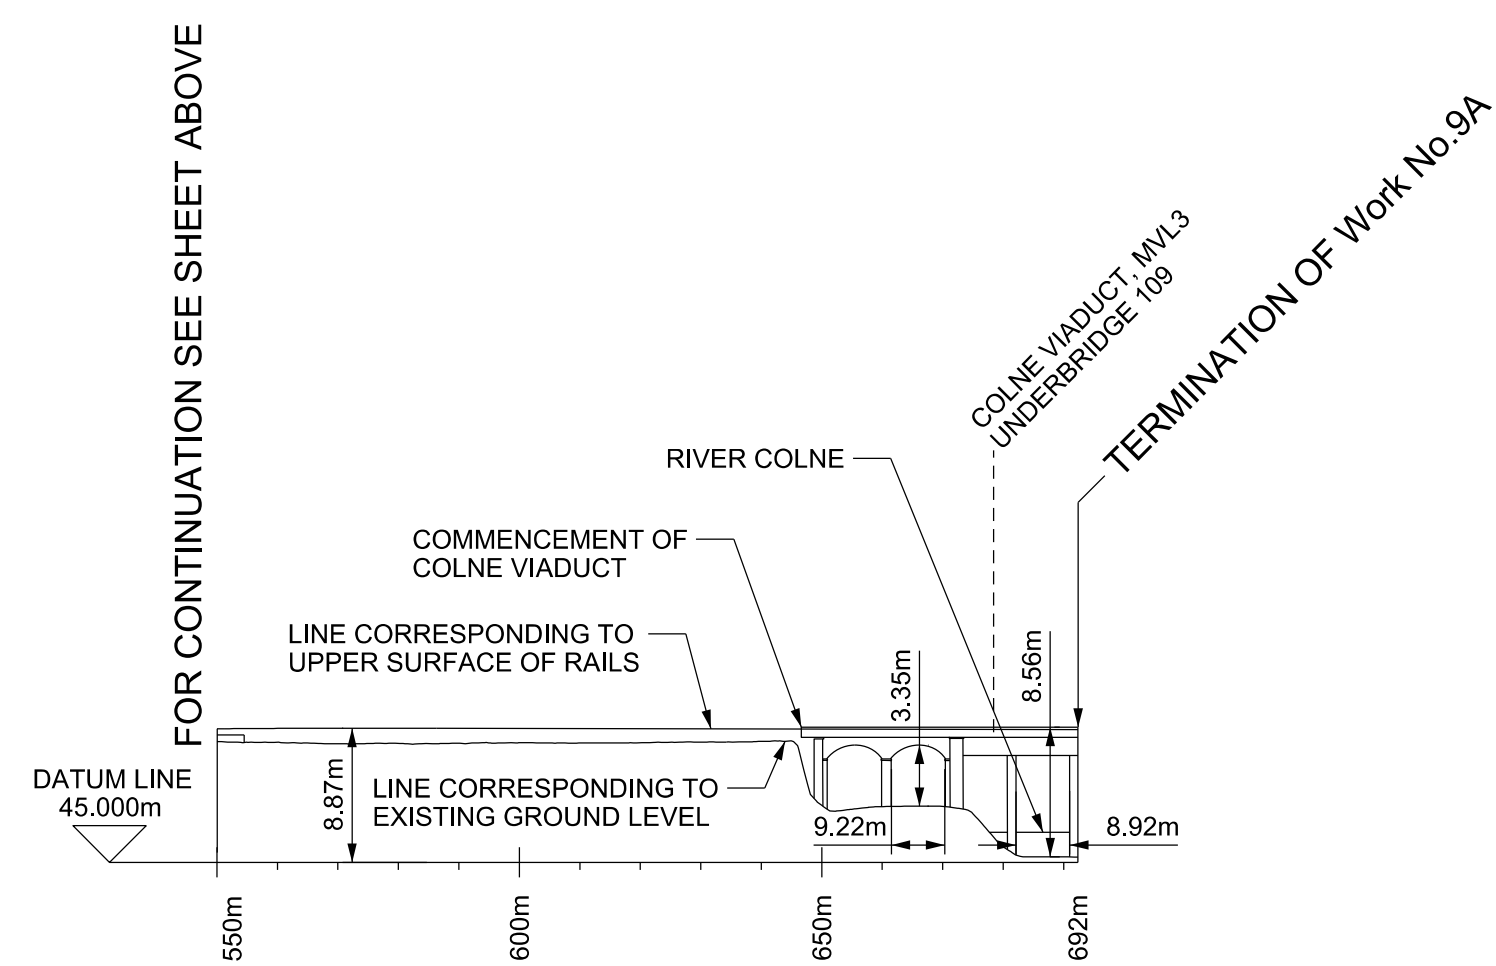 FOR CONTINUATION SEE SHEET ABOVE
TERMINATION OF Work No.9A
COLNE VIADUCT, MVL3
UNDERBRIDGE 109
RIVER COLNE
COMMENCEMENT OF
COLNE VIADUCT
LINE CORRESPONDING TO
UPPER SURFACE OF RAILS
3.35m
8.56m
DATUM LINE
45.000m
8.87m
LINE CORRESPONDING TO
EXISTING GROUND LEVEL
9.22m
8.92m
550m
600m
650m
692m